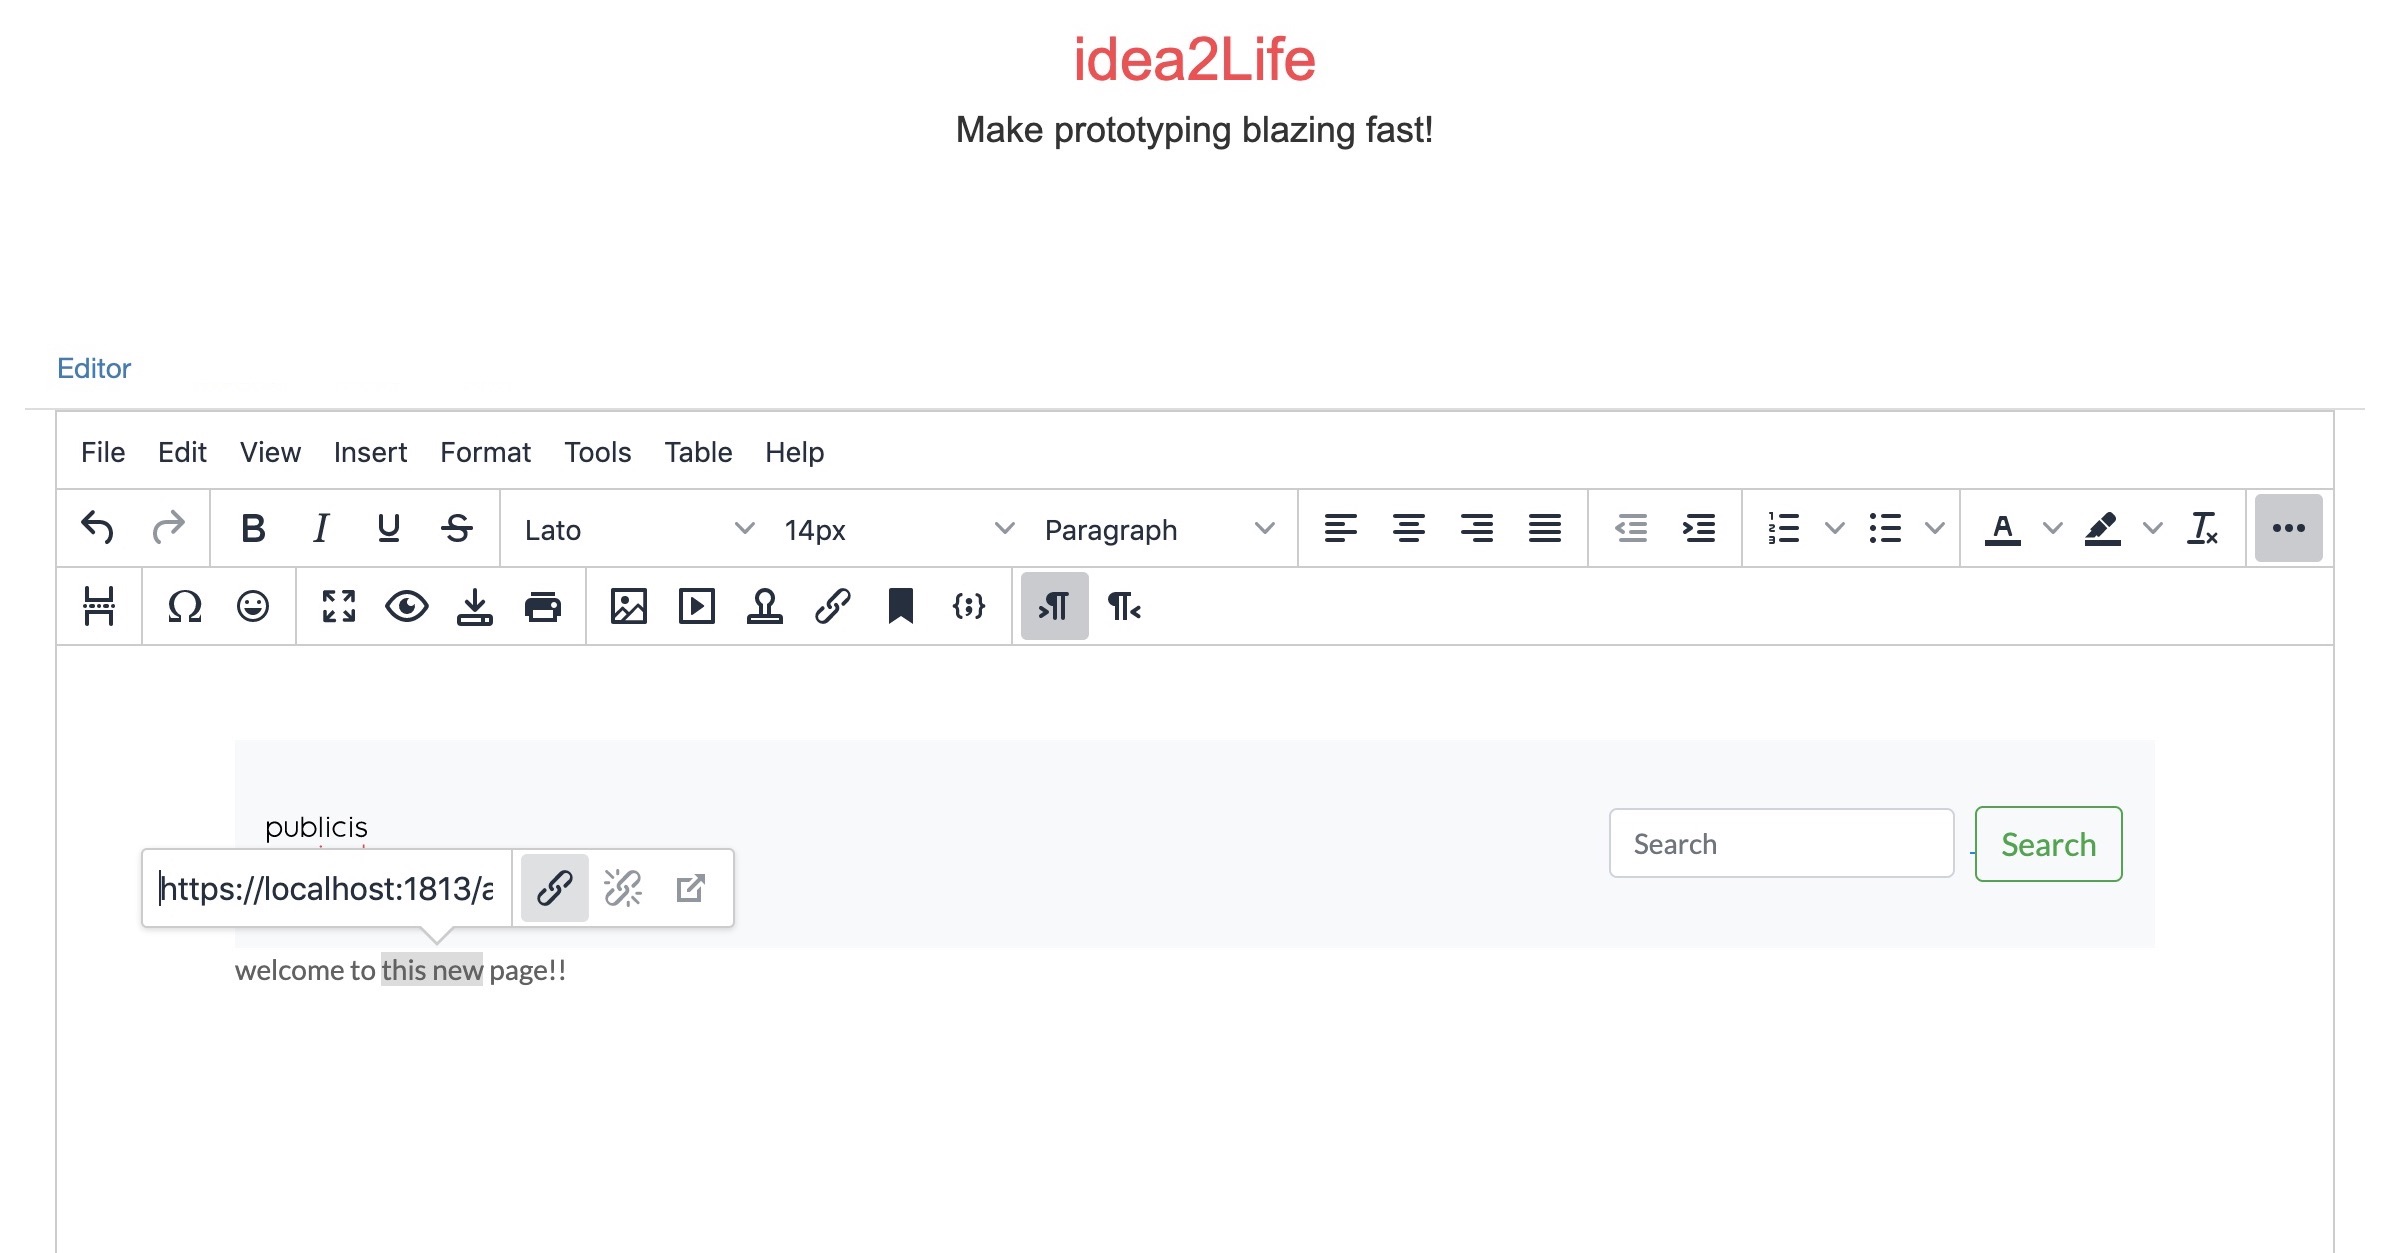 idea2Life
Make prototyping blazing fast!
Editor
File Edit View Insert Format Tools Table Help
Lato 14px Paragraph
publicis
Search Search
https://localhost:1813/a
welcome to this new page!!